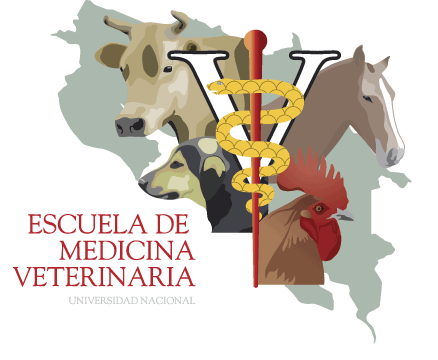 V
ESCUELA DE
MEDICINA
VETERINARIA
UNIVERSIDAD NACIONAL